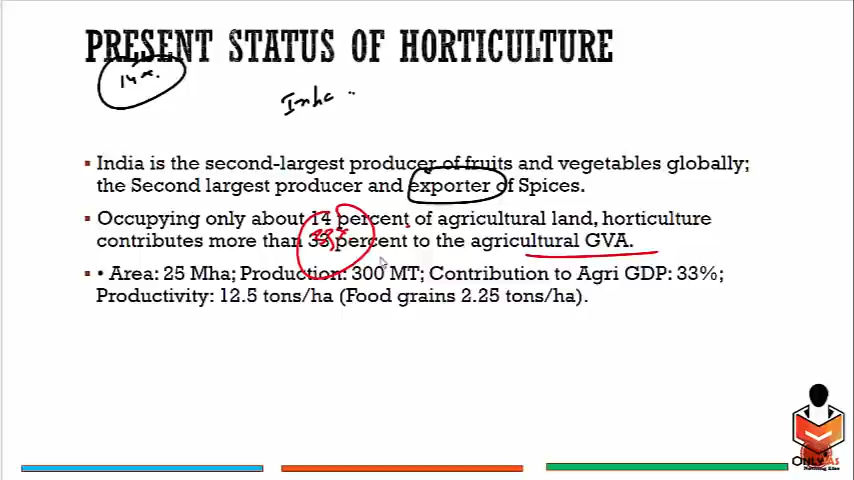 PRESENT STATUS OF HORTICULTURE
14%.
▪ India is the second-largest producer of fruits and vegetables globally;
the Second largest producer and exporter of Spices.
▪ Occupying only about 14 percent of agricultural land, horticulture
contributes more than 33 percent to the agricultural GVA.
▪ • Area: 25 Mha; Production: 300 MT; Contribution to Agri GDP: 33%;
Productivity: 12.5 tons/ha (Food grains 2.25 tons/ha).